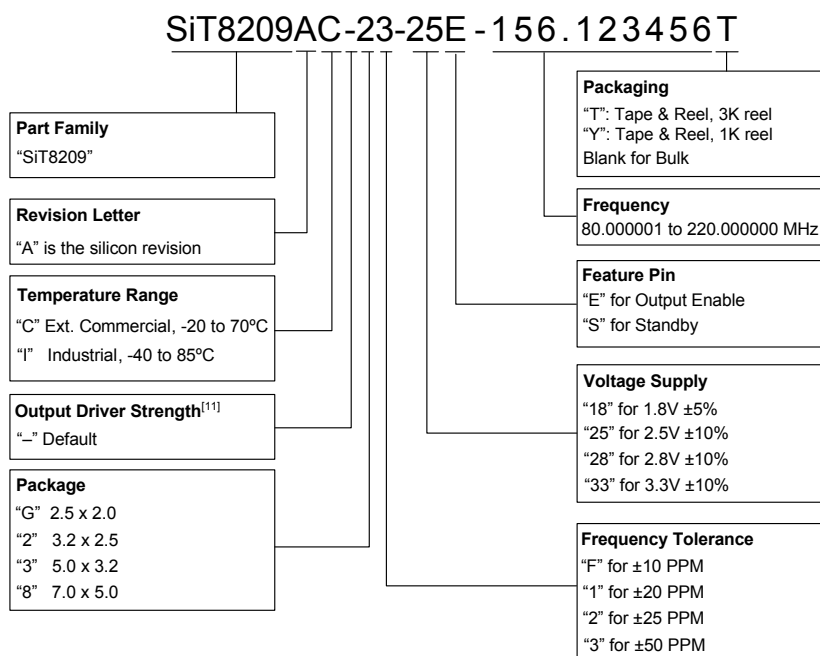 SiT8209AC-23-25E-156.123456T
Part Family
“SiT8209”
Revision Letter
“A” is the silicon revision
Temperature Range
“C” Ext. Commercial, -20 to 70ºC
“I” Industrial, -40 to 85ºC
Output Driver Strength[11]
“–” Default
Package
“G” 2.5 x 2.0
“2” 3.2 x 2.5
“3” 5.0 x 3.2
“8” 7.0 x 5.0
Packaging
“T”: Tape & Reel, 3K reel
“Y”: Tape & Reel, 1K reel
Blank for Bulk
Frequency
80.000001 to 220.000000 MHz
Feature Pin
“E” for Output Enable
“S” for Standby
Voltage Supply
“18” for 1.8V ±5%
“25” for 2.5V ±10%
“28” for 2.8V ±10%
“33” for 3.3V ±10%
Frequency Tolerance
“F” for ±10 PPM
“1” for ±20 PPM
“2” for ±25 PPM
“3” for ±50 PPM